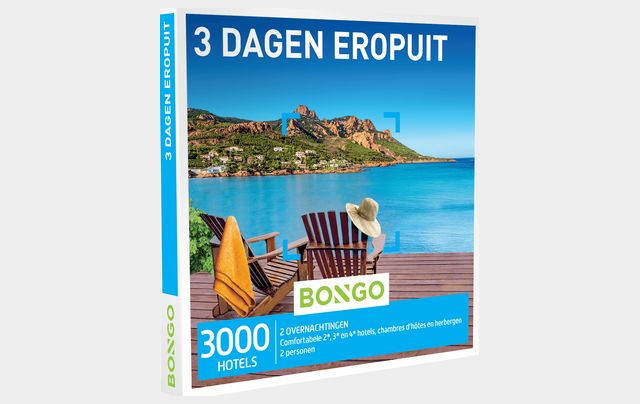 3 DAGEN EROPUIT
3 DAGEN EROPUIT
BONGO
3000
HOTELS
2 OVERNACHTINGEN
Comfortabele 2*, 3* en 4* hotels, chambres d'hôtes en herbergen
2 personen
BONGO